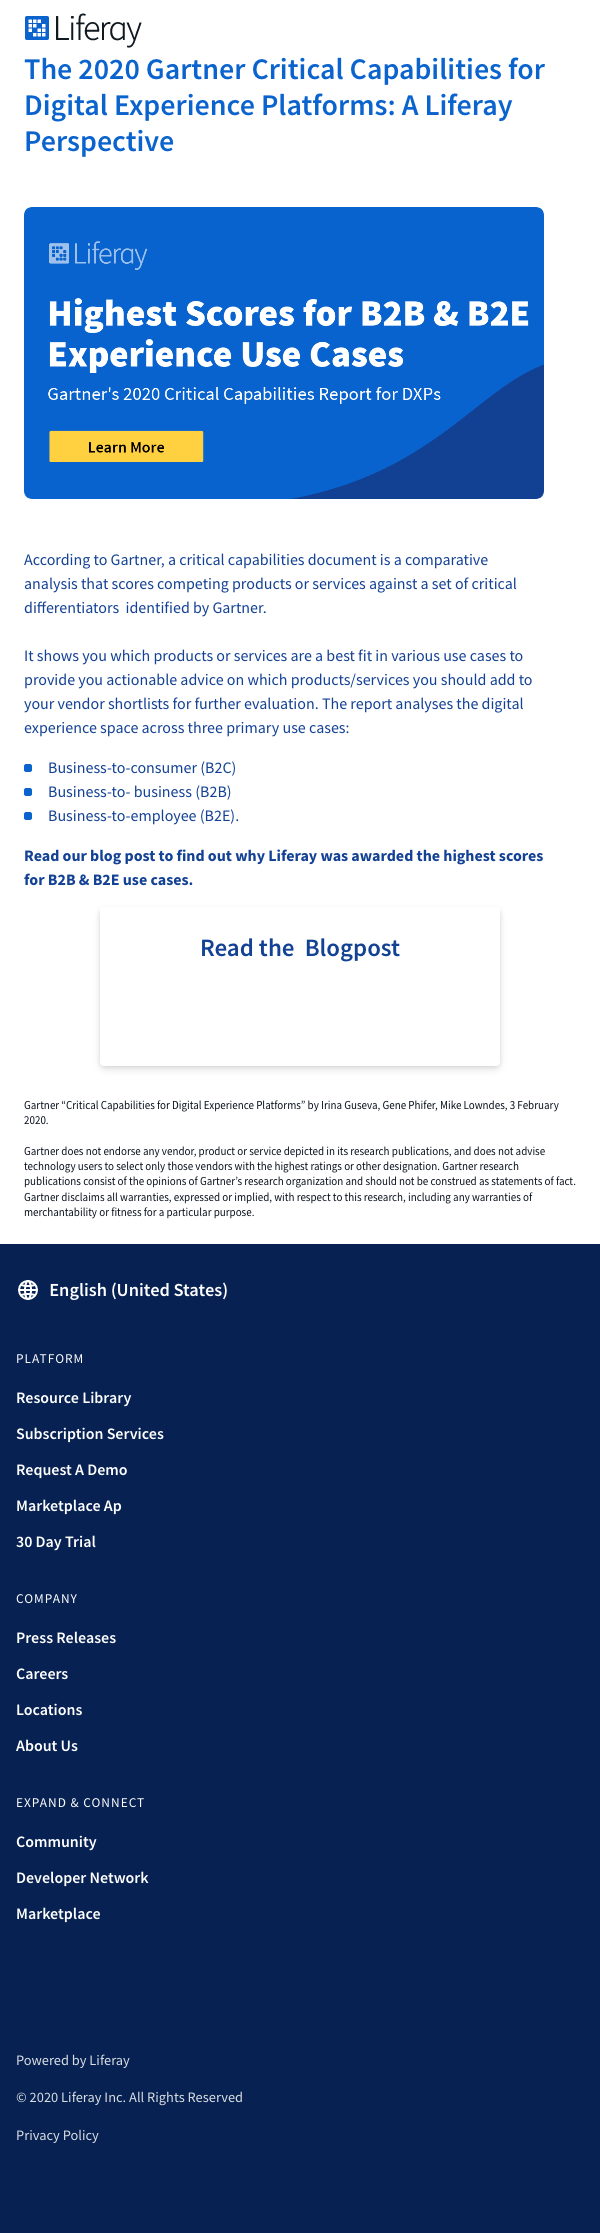 Liferay
The 2020 Gartner Critical Capabilities for
Digital Experience Platforms: A Liferay
Perspective
Liferay
Highest Scores for B2B & B2E
Experience Use Cases
Gartner's 2020 Critical Capabilities Report for DXPs
Learn More
According to Gartner, a critical capabilities document is a comparative
analysis that scores competing products or services against a set of critical
differentiators  identified by Gartner.
It shows you which products or services are a best fit in various use cases to
provide you actionable advice on which products/services you should add to
your vendor shortlists for further evaluation. The report analyses the digital
experience space across three primary use cases:
Business-to-consumer (B2C)
Business-to- business (B2B)
Business-to-employee (B2E).
Read our blog post to find out why Liferay was awarded the highest scores
for B2B & B2E use cases.
Read the  Blogpost
Gartner “Critical Capabilities for Digital Experience Platforms” by Irina Guseva, Gene Phifer, Mike Lowndes, 3 February
2020.
Gartner does not endorse any vendor, product or service depicted in its research publications, and does not advise
technology users to select only those vendors with the highest ratings or other designation. Gartner research
publications consist of the opinions of Gartner’s research organization and should not be construed as statements of fact.
Gartner disclaims all warranties, expressed or implied, with respect to this research, including any warranties of
merchantability or fitness for a particular purpose.
English (United States)
PLATFORM
Resource Library
Subscription Services
Request A Demo
Marketplace Ap
30 Day Trial
COMPANY
Press Releases
Careers
Locations
About Us
EXPAND & CONNECT
Community
Developer Network
Marketplace
Powered by Liferay
© 2020 Liferay Inc. All Rights Reserved
Privacy Policy